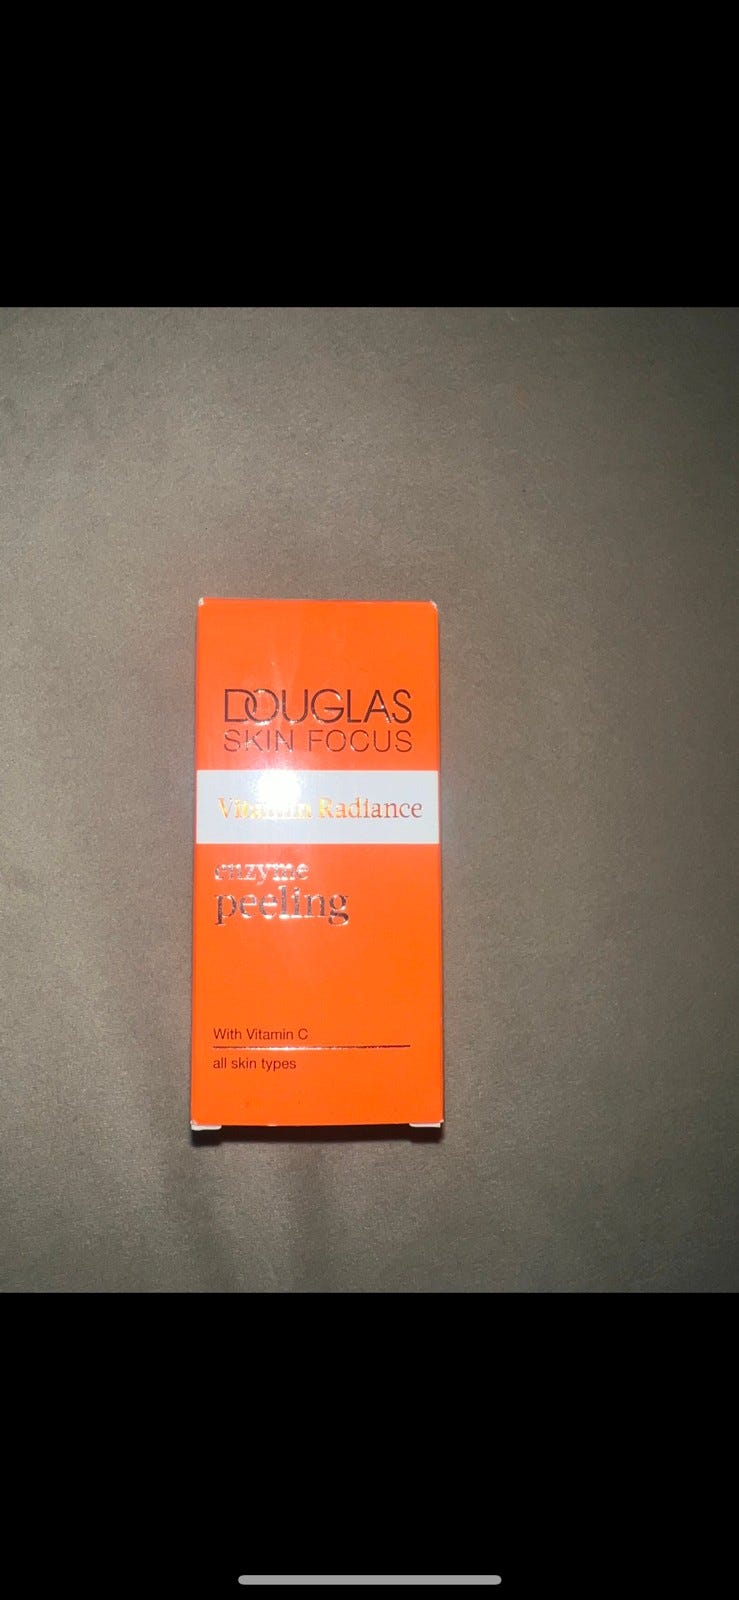 DOUGLAS
SKIN FOCUS
Vitamin Radiance
enzyme
peeling
With Vitamin C
all skin types